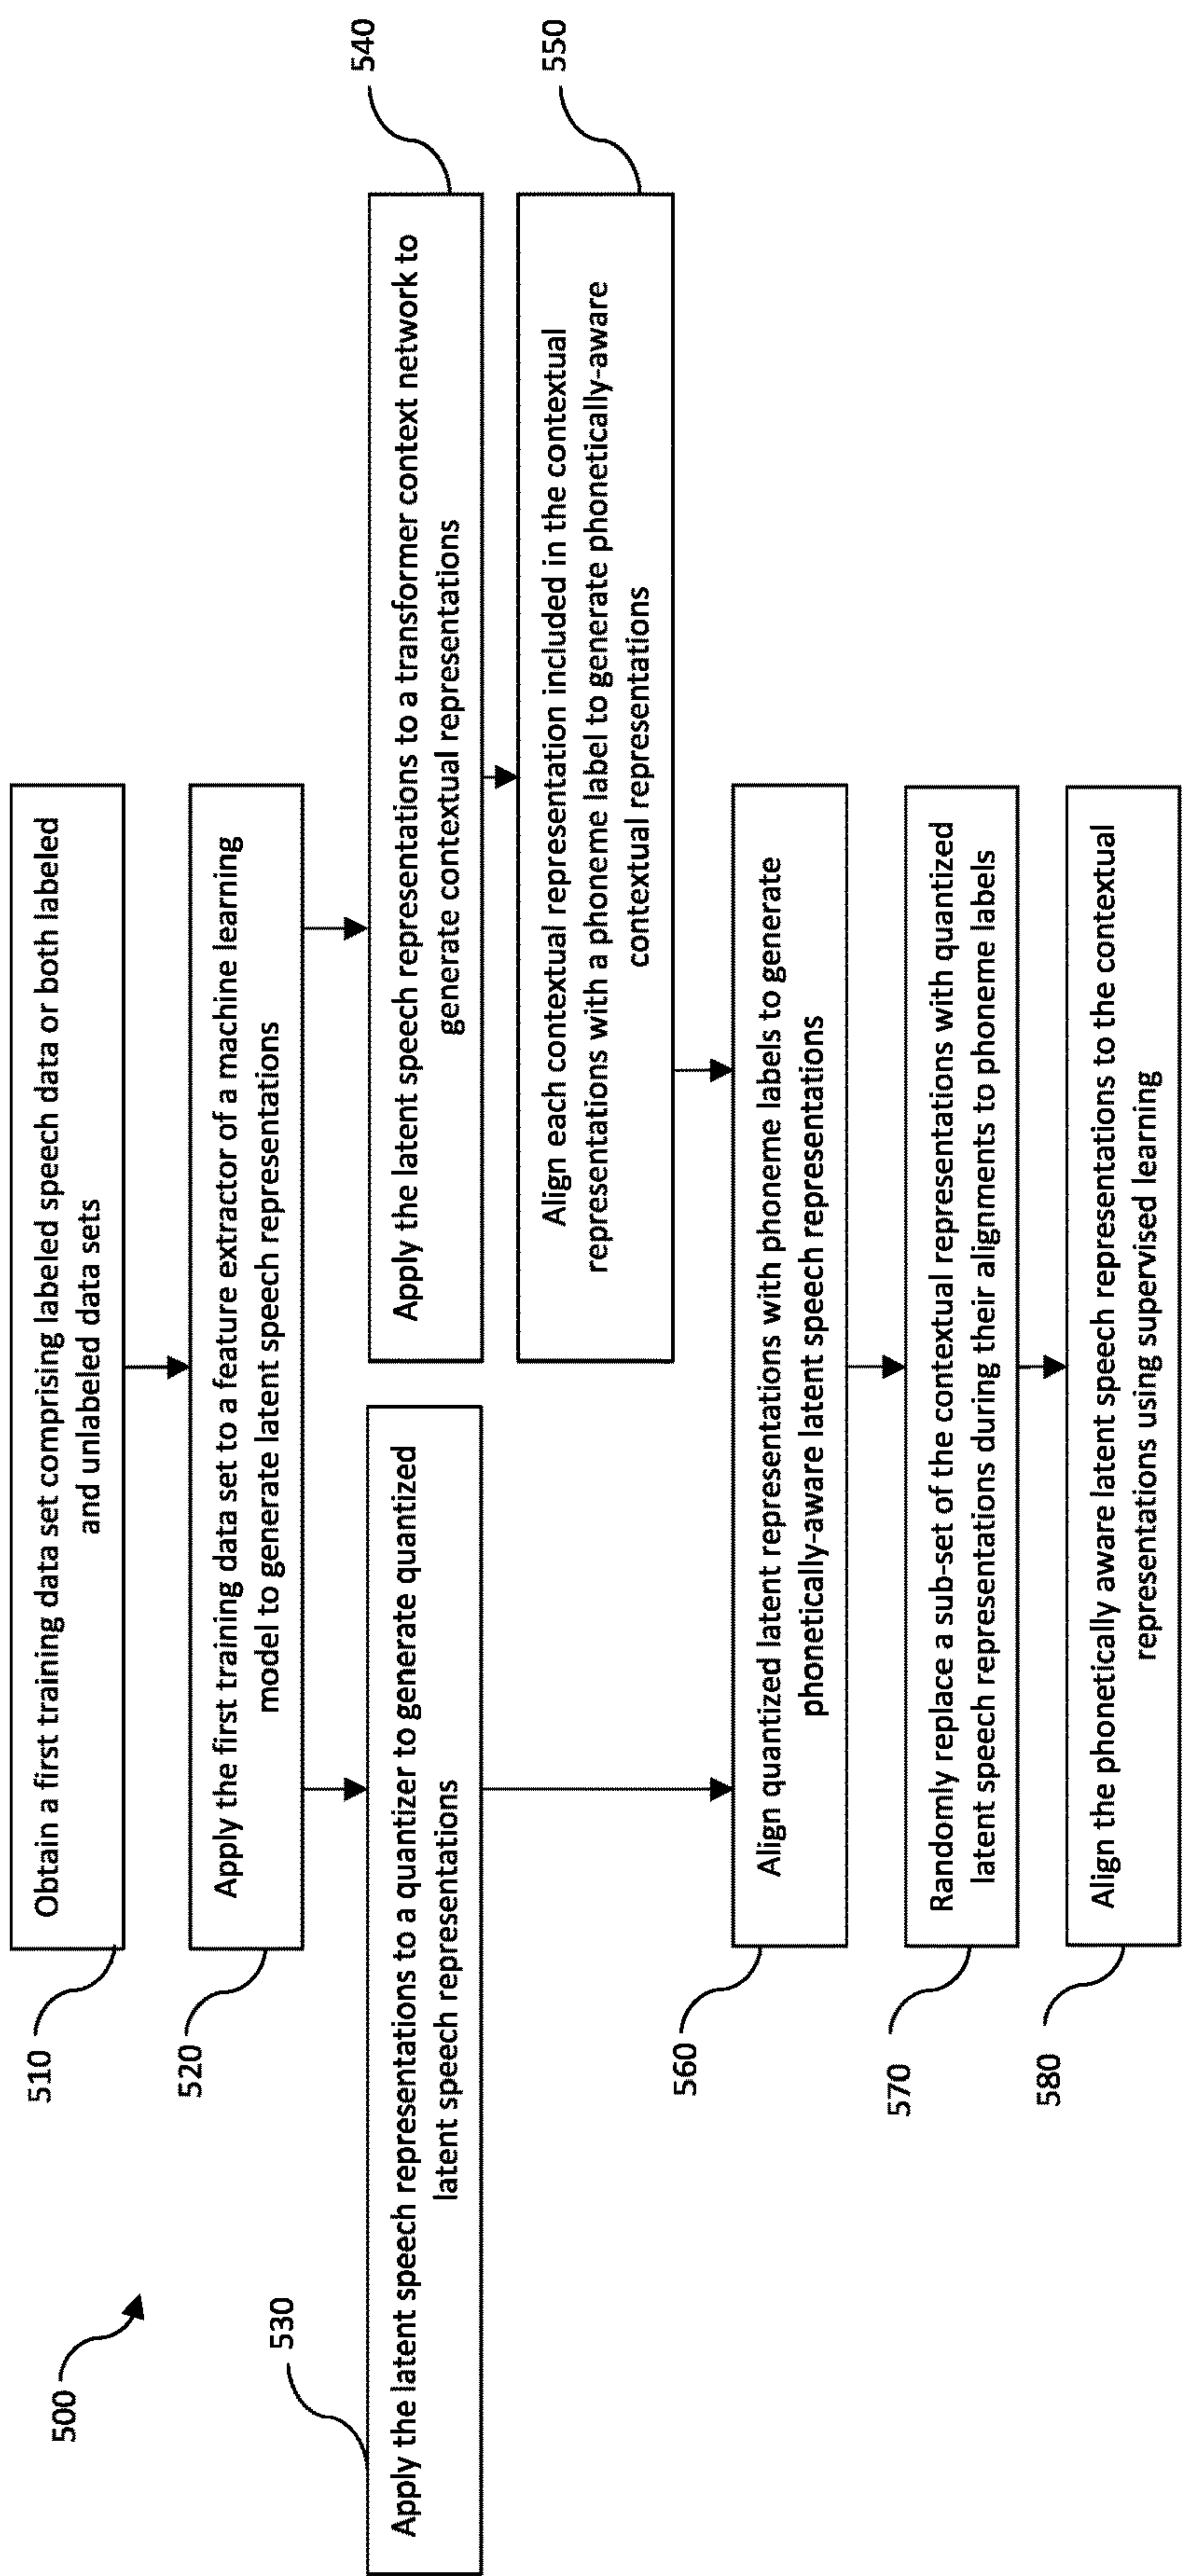 500
510
Obtain a first training data set comprising labeled speech data or both labeled
and unlabeled data sets
520
Apply the first training data set to a feature extractor of a machine learning
model to generate latent speech representations
530
Apply the latent speech representations to a quantizer to generate quantized
latent speech representations
540
Apply the latent speech representations to a transformer context network to
generate contextual representations
550
Align each contextual representation included in the contextual
representations with a phoneme label to generate phonetically-aware
contextual representations
560
Align quantized latent representations with phoneme labels to generate
phonetically-aware latent speech representations
570
Randomly replace a sub-set of the contextual representations with quantized
latent speech representations during their alignments to phoneme labels
580
Align the phonetically aware latent speech representations to the contextual
representations using supervised learning